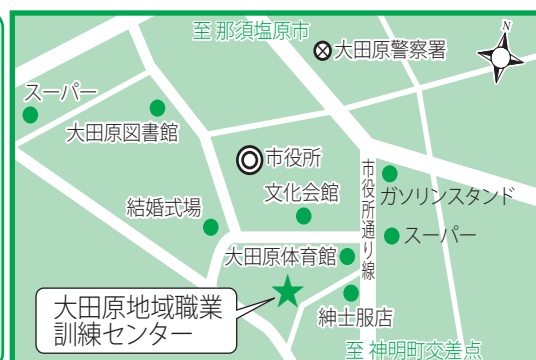 至 那須塩原市
N
大田原警察署
スーパー
大田原図書館
市役所
市役所通り線
ガソリンスタンド
文化会館
結婚式場
スーパー
大田原体育館
大田原地域職業
訓練センター
紳士服店
至 神明町交差点